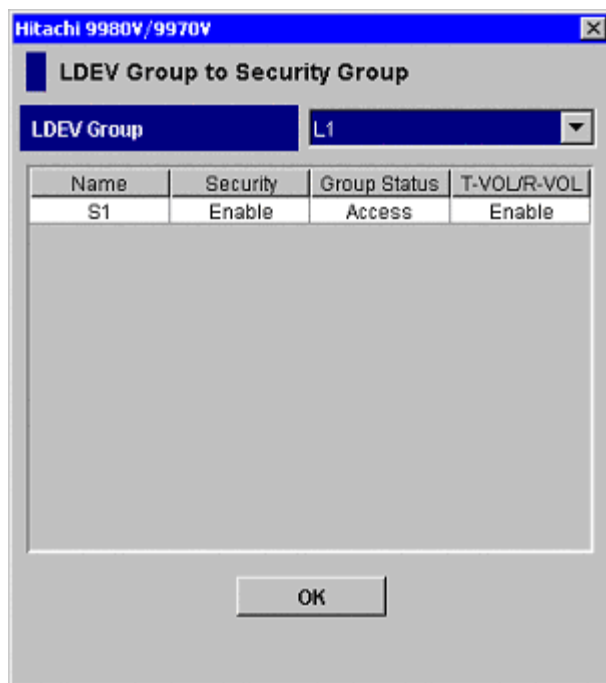 Hitachi 9980V/9970V
LDEV Group to Security Group
LDEV Group L1
Name Security Group Status T-VOL/R-VOL
S1 Enable Access Enable
OK